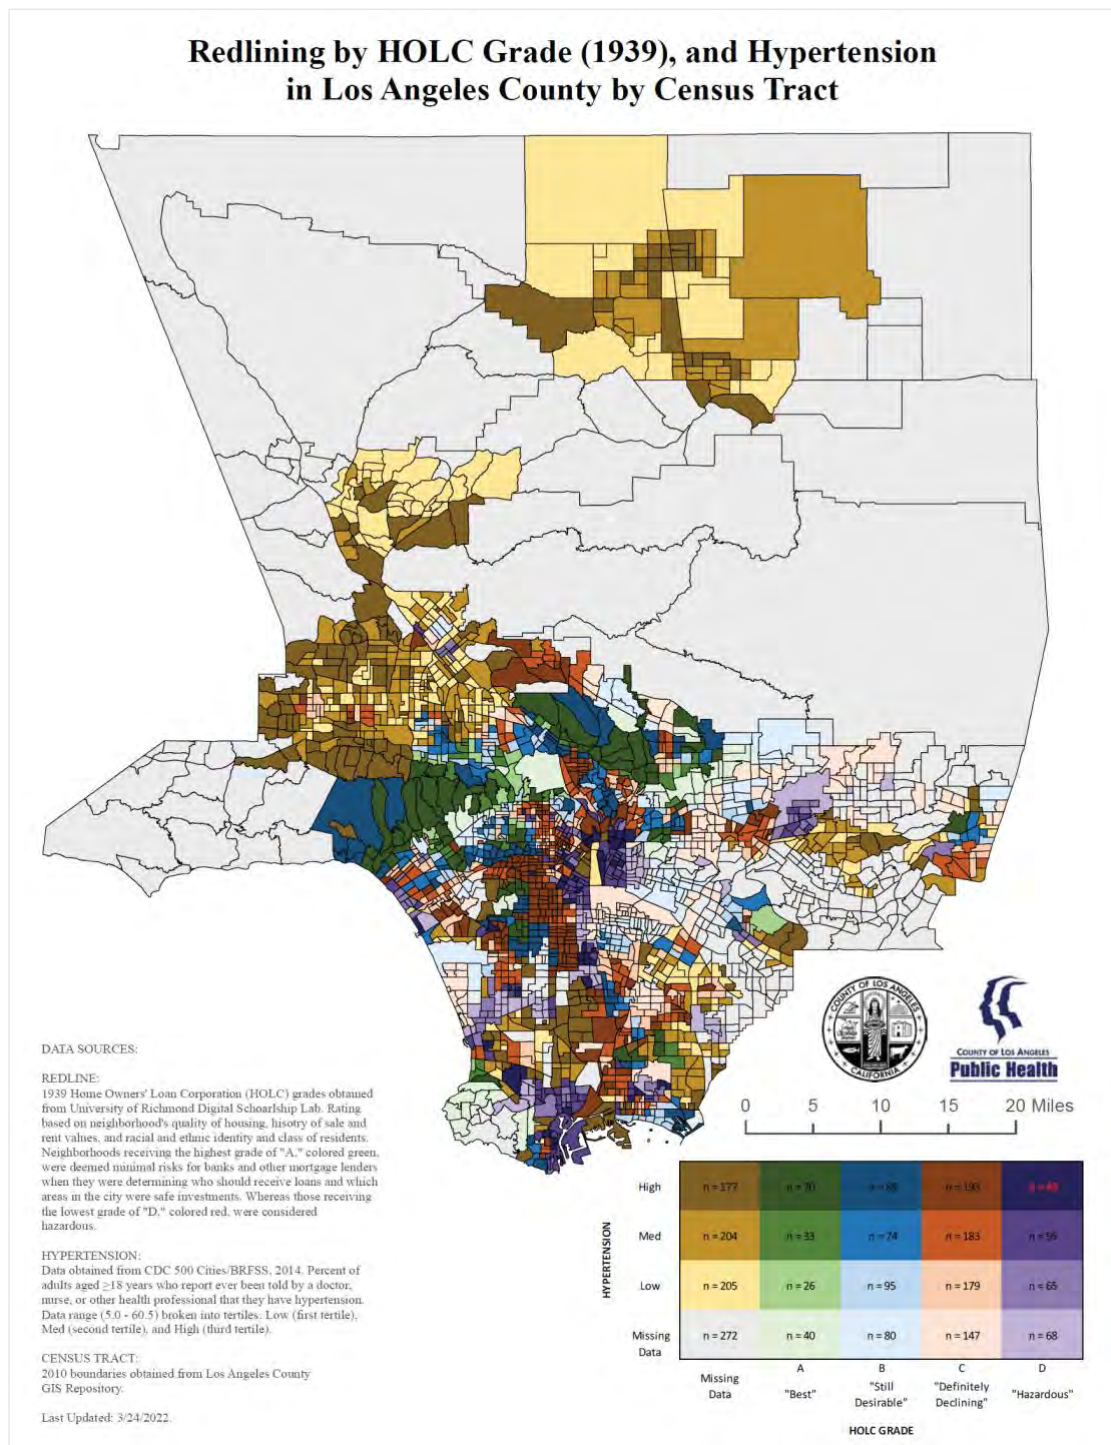 Redlining by HOLC Grade (1939), and Hypertension
in Los Angeles County by Census Tract
DATA SOURCES:
REDLINE:
1939 Home Owners' Loan Corporation (HOLC) grades obtained
from University of Richmond Digital Schoarlship Lab. Rating
based on neighborhood's quality of housing, hisotry of sale and
rent values, and racial and ethnic identity and class of residents.
Neighborhoods receiving the highest grade of "A," colored green,
were deemed minimal risks for banks and other mortgage lenders
when they were determining who should receive loans and which
areas in the city were safe investments. Whereas those receiving
the lowest grade of "D," colored red, were considered
hazardous.
HYPERTENSION:
Data obtained from CDC 500 Cities/BRFSS, 2014. Percent of
adults aged ≥18 years who report ever been told by a doctor,
nurse, or other health professional that they have hypertension.
Data range (5.0 - 60.5) broken into tertiles: Low (first tertile),
Med (second tertile), and High (third tertile).
CENSUS TRACT:
2010 boundaries obtained from Los Angeles County
GIS Repository.
Last Updated: 3/24/2022.
COUNTY OF LOS ANGELES
CALIFORNIA
COUNTY OF LOS ANGELES
Public Health
0 5 10 15 20 Miles
HYPERTENSION
High n = 177 n = 70
Med n = 204 n = 33 n = 74 n = 183
Low n = 205 n = 26 n = 95 n = 179 n = 65
Missing Data n = 272 n = 40 n = 80 n = 147 n = 68
Missing Data
A "Best"
B "Still Desirable"
C "Definitely Declining"
D "Hazardous"
HOLC GRADE